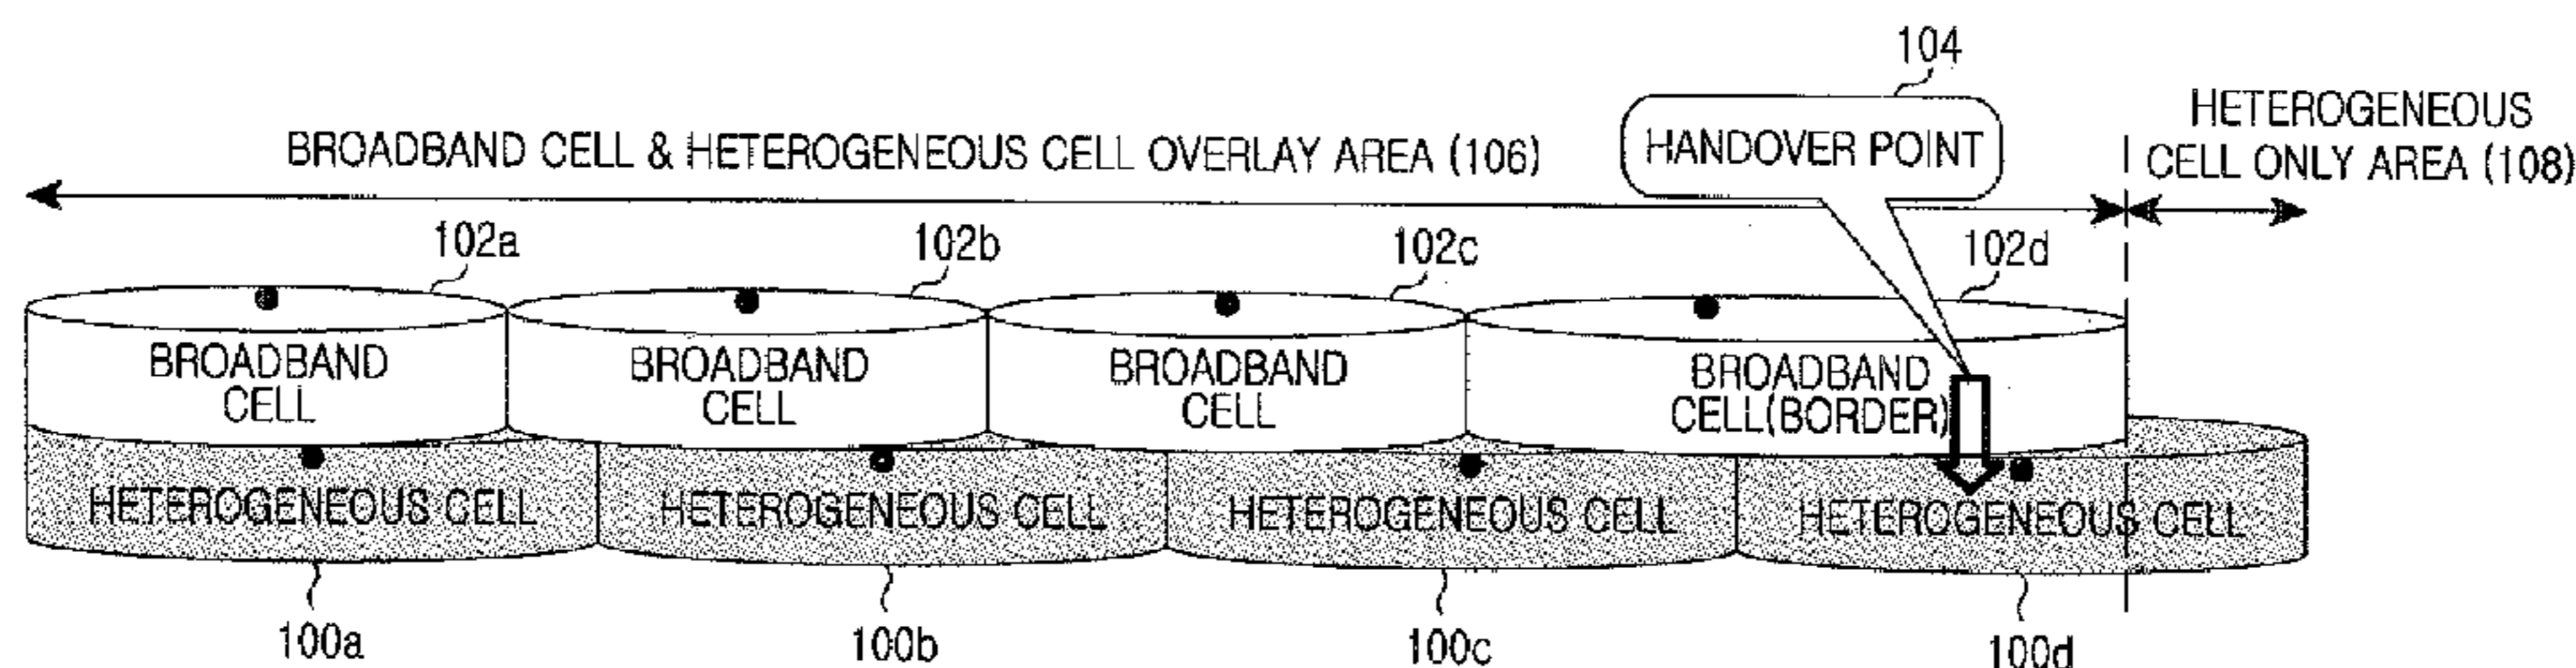 104
BROADBAND CELL & HETEROGENEOUS CELL OVERLAY AREA (106)
HANDOVER POINT
HETEROGENEOUS
CELL ONLY AREA (108)
102a
102b
102c
102d
BROADBAND
CELL
BROADBAND
CELL
BROADBAND
CELL
BROADBAND
CELL(BORDER)
HETEROGENEOUS CELL
HETEROGENEOUS CELL
HETEROGENEOUS CELL
HETEROGENEOUS CELL
100a
100b
100c
100d